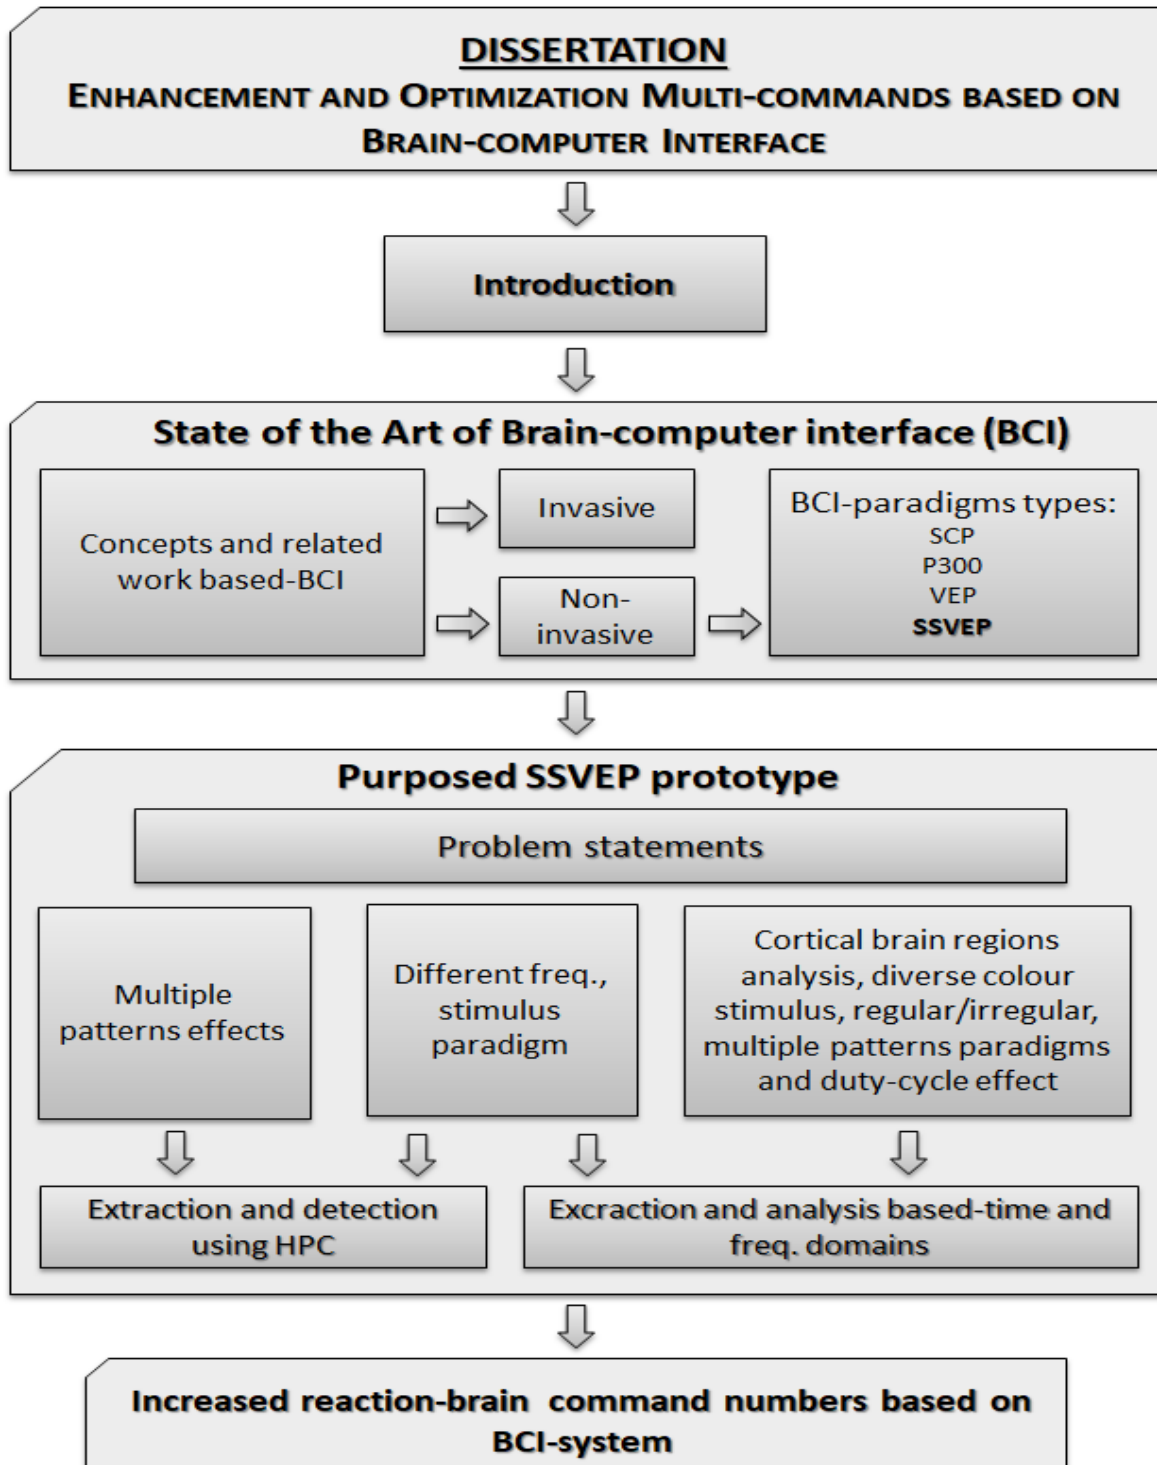 DISSERTATION
ENHANCEMENT AND OPTIMIZATION MULTI-COMMANDS BASED ON
BRAIN-COMPUTER INTERFACE
Introduction
State of the Art of Brain-computer interface (BCI)
Concepts and related
work based-BCI
Invasive
Non-
invasive
BCI-paradigms types:
SCP
P300
VEP
SSVEP
Purposed SSVEP prototype
Problem statements
Multiple
patterns effects
Different freq.,
stimulus
paradigm
Cortical brain regions
analysis, diverse colour
stimulus, regular/irregular,
multiple patterns paradigms
and duty-cycle effect
Extraction and detection
using HPC
Excraction and analysis based-time and
freq. domains
Increased reaction-brain command numbers based on
BCI-system